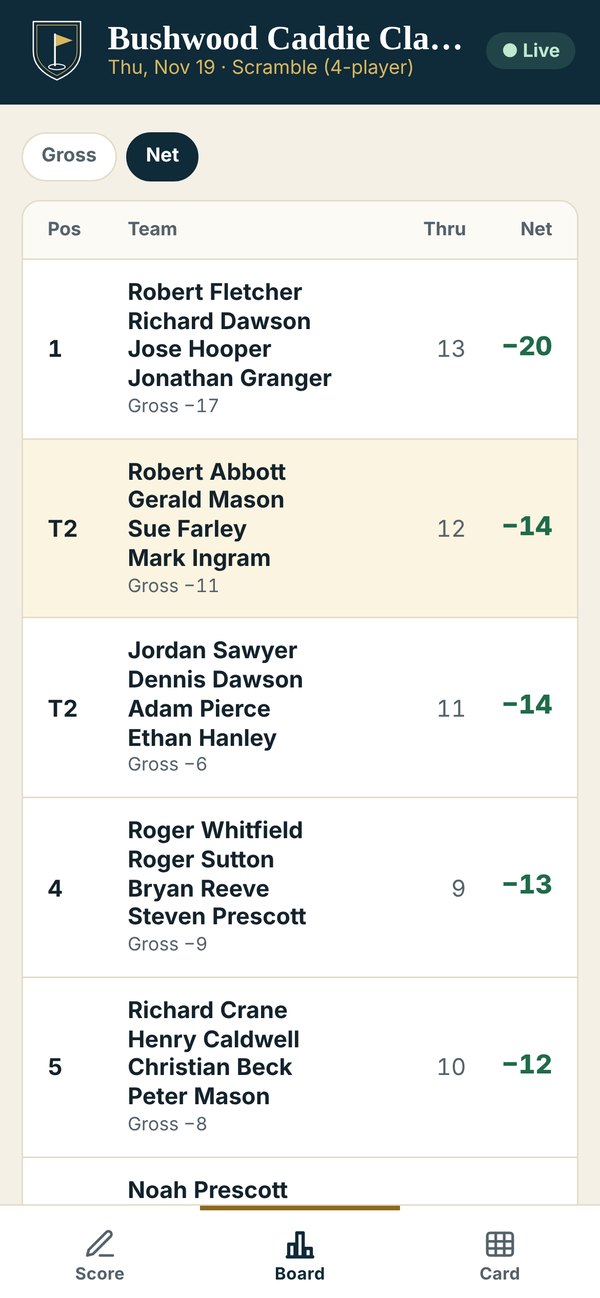 Bushwood Caddie Cla...
Thu, Nov 19 · Scramble (4-player)
Live
Gross
Net
Pos Team Thru Net
Robert Fletcher
Richard Dawson
1 Jose Hooper 13 −20
Jonathan Granger
Gross −17
Robert Abbott
Gerald Mason
T2 Sue Farley 12 −14
Mark Ingram
Gross −11
Jordan Sawyer
Dennis Dawson
T2 Adam Pierce 11 −14
Ethan Hanley
Gross −6
Roger Whitfield
Roger Sutton
4 Bryan Reeve 9 −13
Steven Prescott
Gross −9
Richard Crane
Henry Caldwell
5 Christian Beck 10 −12
Peter Mason
Gross −8
Noah Prescott
Score Board Card